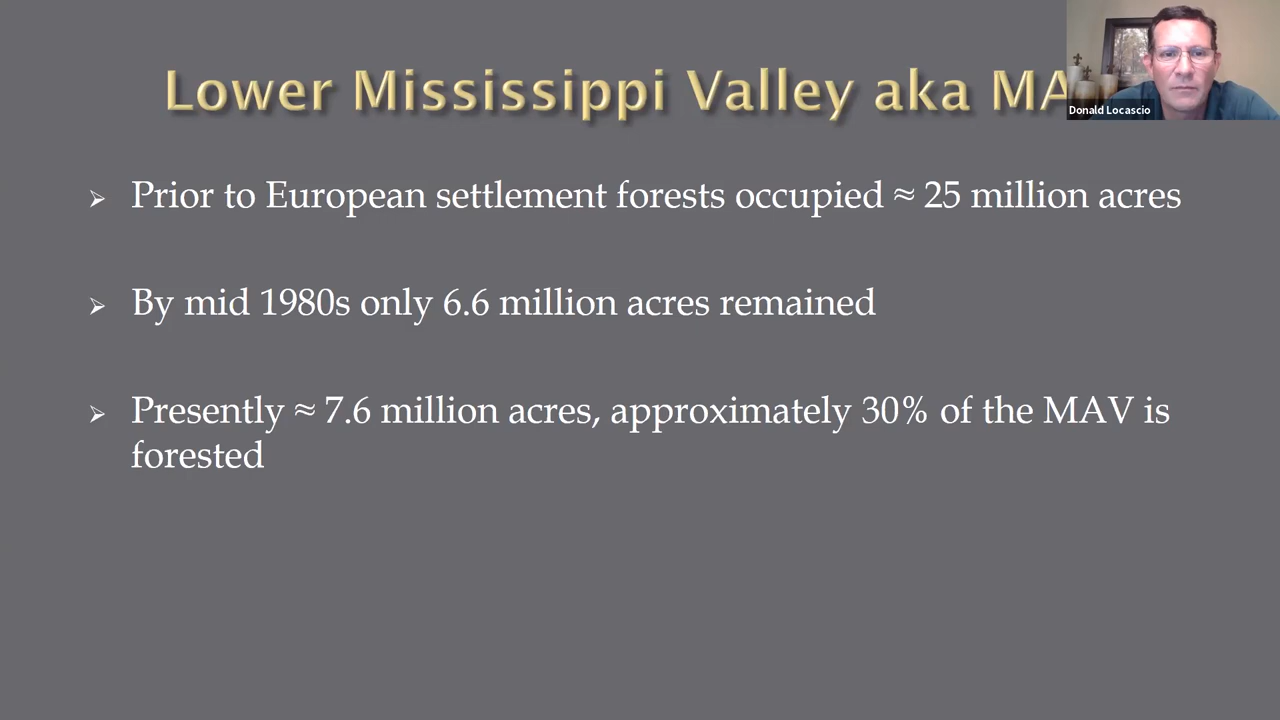 Lower Mississippi Valley aka MA
Donald Locascio
➢ Prior to European settlement forests occupied ≈ 25 million acres
➢ By mid 1980s only 6.6 million acres remained
➢ Presently ≈ 7.6 million acres, approximately 30% of the MAV is
forested